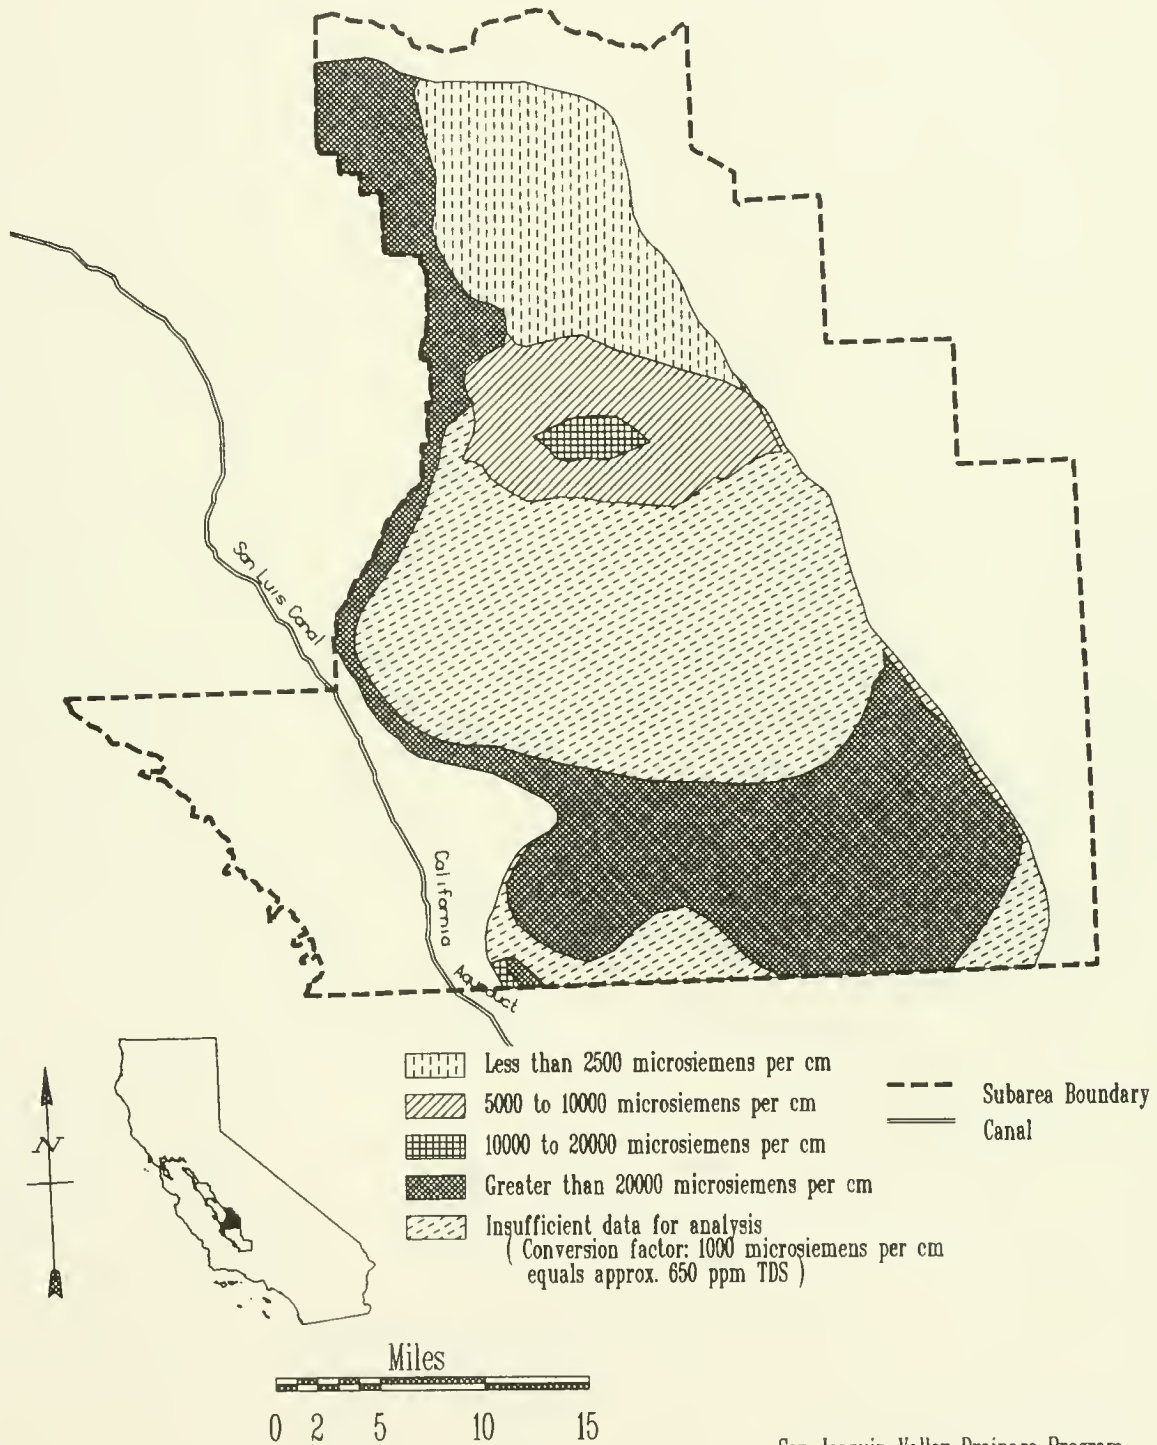 San Luis Canal
California
Aqueduct
N
Less than 2500 microsiemens per cm
5000 to 10000 microsiemens per cm
10000 to 20000 microsiemens per cm
Greater than 20000 microsiemens per cm
Insufficient data for analysis
( Conversion factor: 1000 microsiemens per cm
equals approx. 650 ppm TDS )
Subarea Boundary
Canal
Miles
0 2 5 10 15
San Joaquin Valley Drainage Program